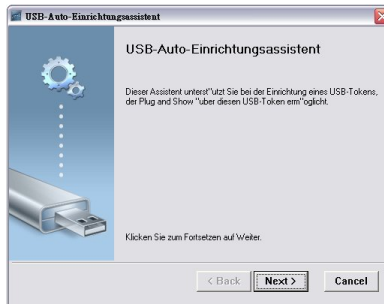 USB-Auto-Einrichtungsassistent
USB-Auto-Einrichtungsassistent
Dieser Assistent unterst"utzt Sie bei der Einrichtung eines USB-Tokens,
der Plug and Show "uber diesen USB-Token erm"oglicht.
Klicken Sie zum Fortsetzen auf Weiter.
< Back
Next >
Cancel